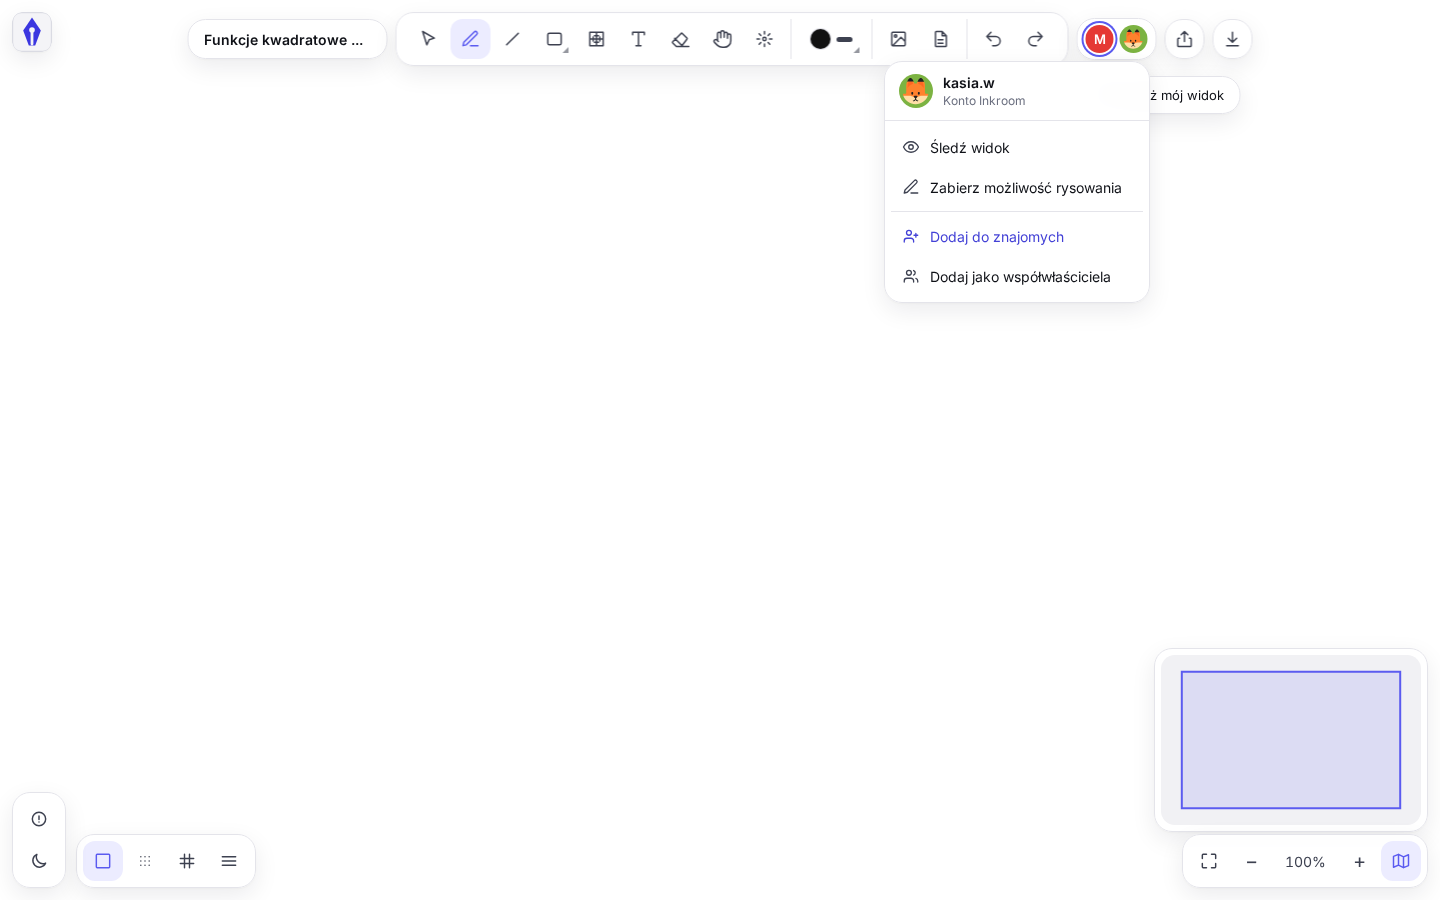 Funkcje kwadratowe ...
M
kasia.w
Konto Inkroom
mój widok
Śledź widok
Zabierz możliwość rysowania
Dodaj do znajomych
Dodaj jako współwłaściciela
100%